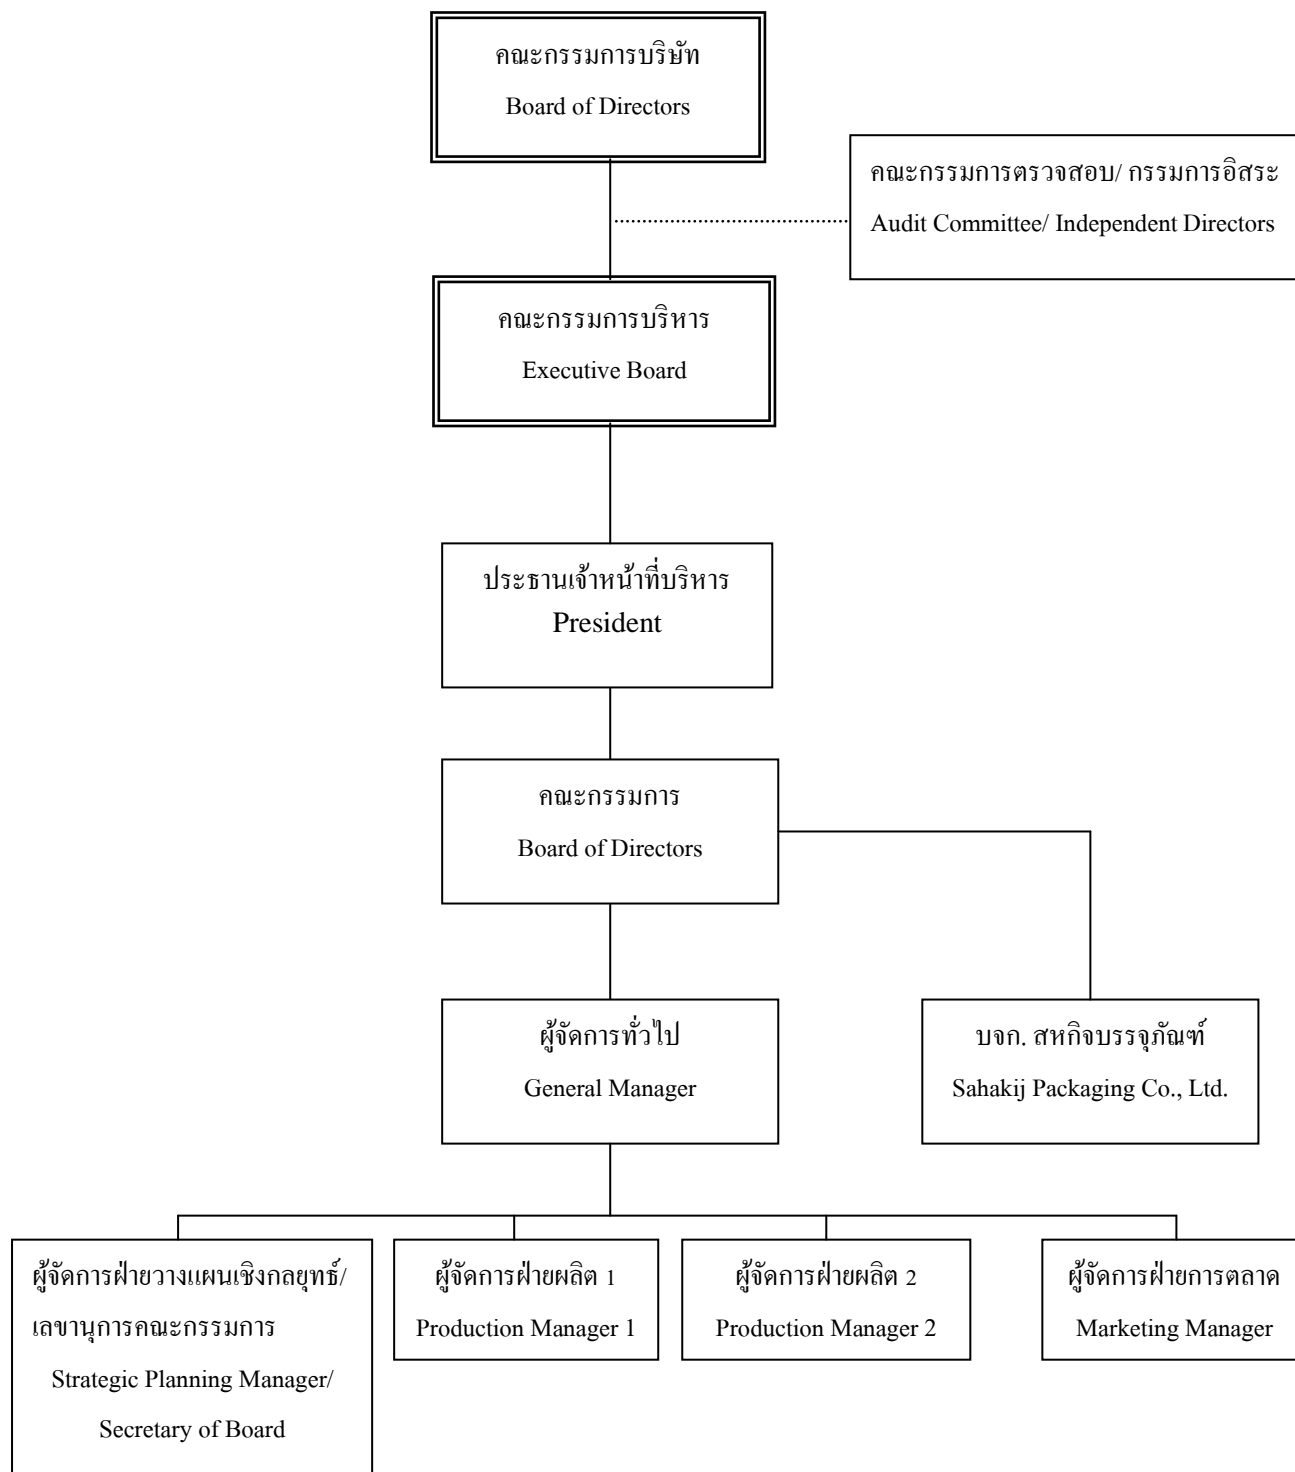 คณะกรรมการบริษัท
Board of Directors
คณะกรรมการตรวจสอบ/ กรรมการอิสระ
Audit Committee/ Independent Directors
คณะกรรมการบริหาร
Executive Board
ประธานเจ้าหน้าที่บริหาร
President
คณะกรรมการ
Board of Directors
ผู้จัดการทั่วไป
General Manager
บจก. สหกิจบรรจุภัณฑ์
Sahakij Packaging Co., Ltd.
ผู้จัดการฝ่ายวางแผนเชิงกลยุทธ์/
เลขานุการคณะกรรมการ
Strategic Planning Manager/
Secretary of Board
ผู้จัดการฝ่ายผลิต 1
Production Manager 1
ผู้จัดการฝ่ายผลิต 2
Production Manager 2
ผู้จัดการฝ่ายการตลาด
Marketing Manager